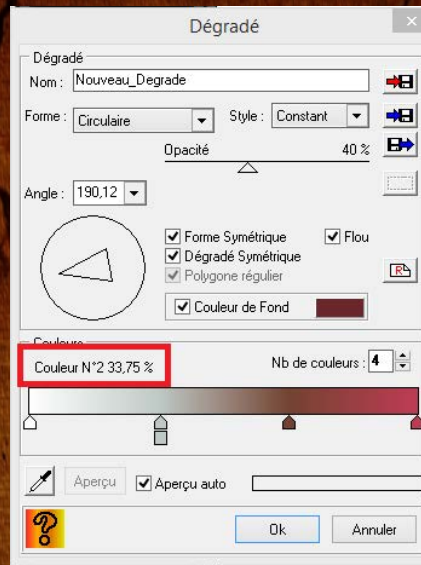 Dégradé
Dégradé
Nom : Nouveau_Degrade
Forme : Circulaire Style : Constant
Opacité 40 %
Angle : 190,12
Forme Symétrique Flou
Dégradé Symétrique
Polygone régulier
Couleur de Fond
Couleurs
Couleur N°2 33,75 % Nb de couleurs : 4
Aperçu Aperçu auto
Ok Annuler